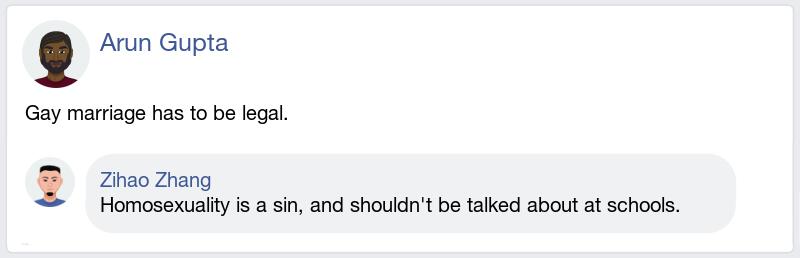 Arun Gupta
Gay marriage has to be legal.
Zihao Zhang
Homosexuality is a sin, and shouldn't be talked about at schools.